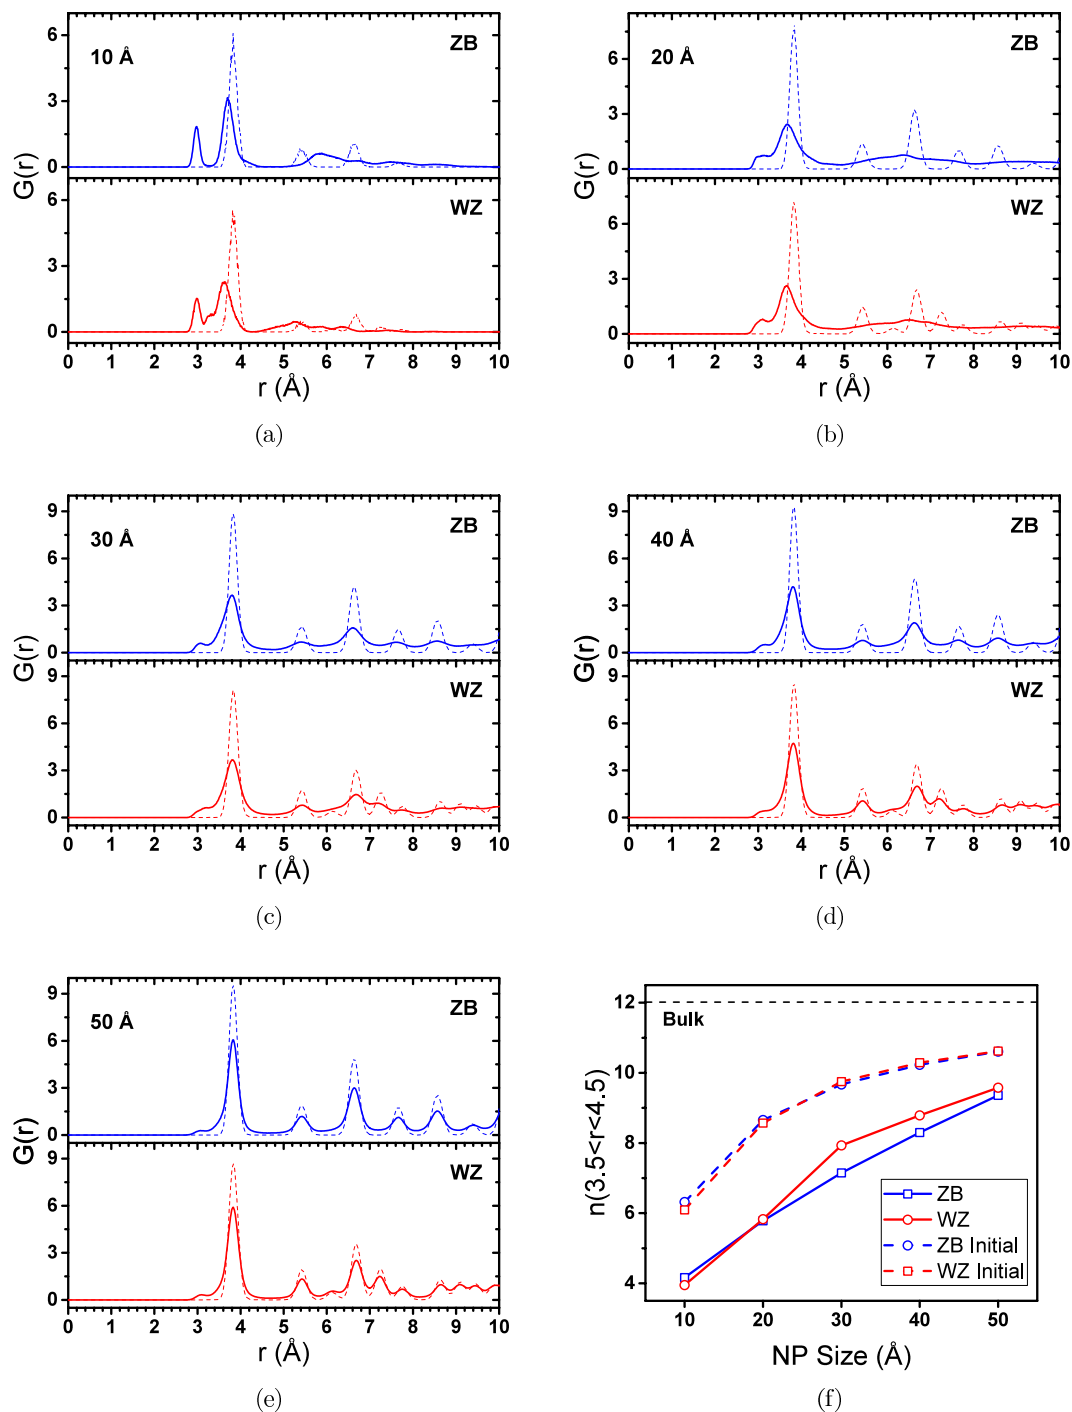 6
3
0
G(r)
10 Å
ZB
6
3
0
WZ
0 1 2 3 4 5 6 7 8 9 10
r (Å)
(a)
6
3
0
G(r)
20 Å
ZB
6
3
0
WZ
0 1 2 3 4 5 6 7 8 9 10
r (Å)
(b)
9
6
3
0
G(r)
30 Å
ZB
9
6
3
0
WZ
0 1 2 3 4 5 6 7 8 9 10
r (Å)
(c)
9
6
3
0
G(r)
40 Å
ZB
9
6
3
0
WZ
0 1 2 3 4 5 6 7 8 9 10
r (Å)
(d)
9
6
3
0
G(r)
50 Å
ZB
9
6
3
0
WZ
0 1 2 3 4 5 6 7 8 9 10
r (Å)
(e)
12
10
8
6
4
n(3.5<r<4.5)
Bulk
ZB
WZ
ZB Initial
WZ Initial
10 20 30 40 50
NP Size (Å)
(f)